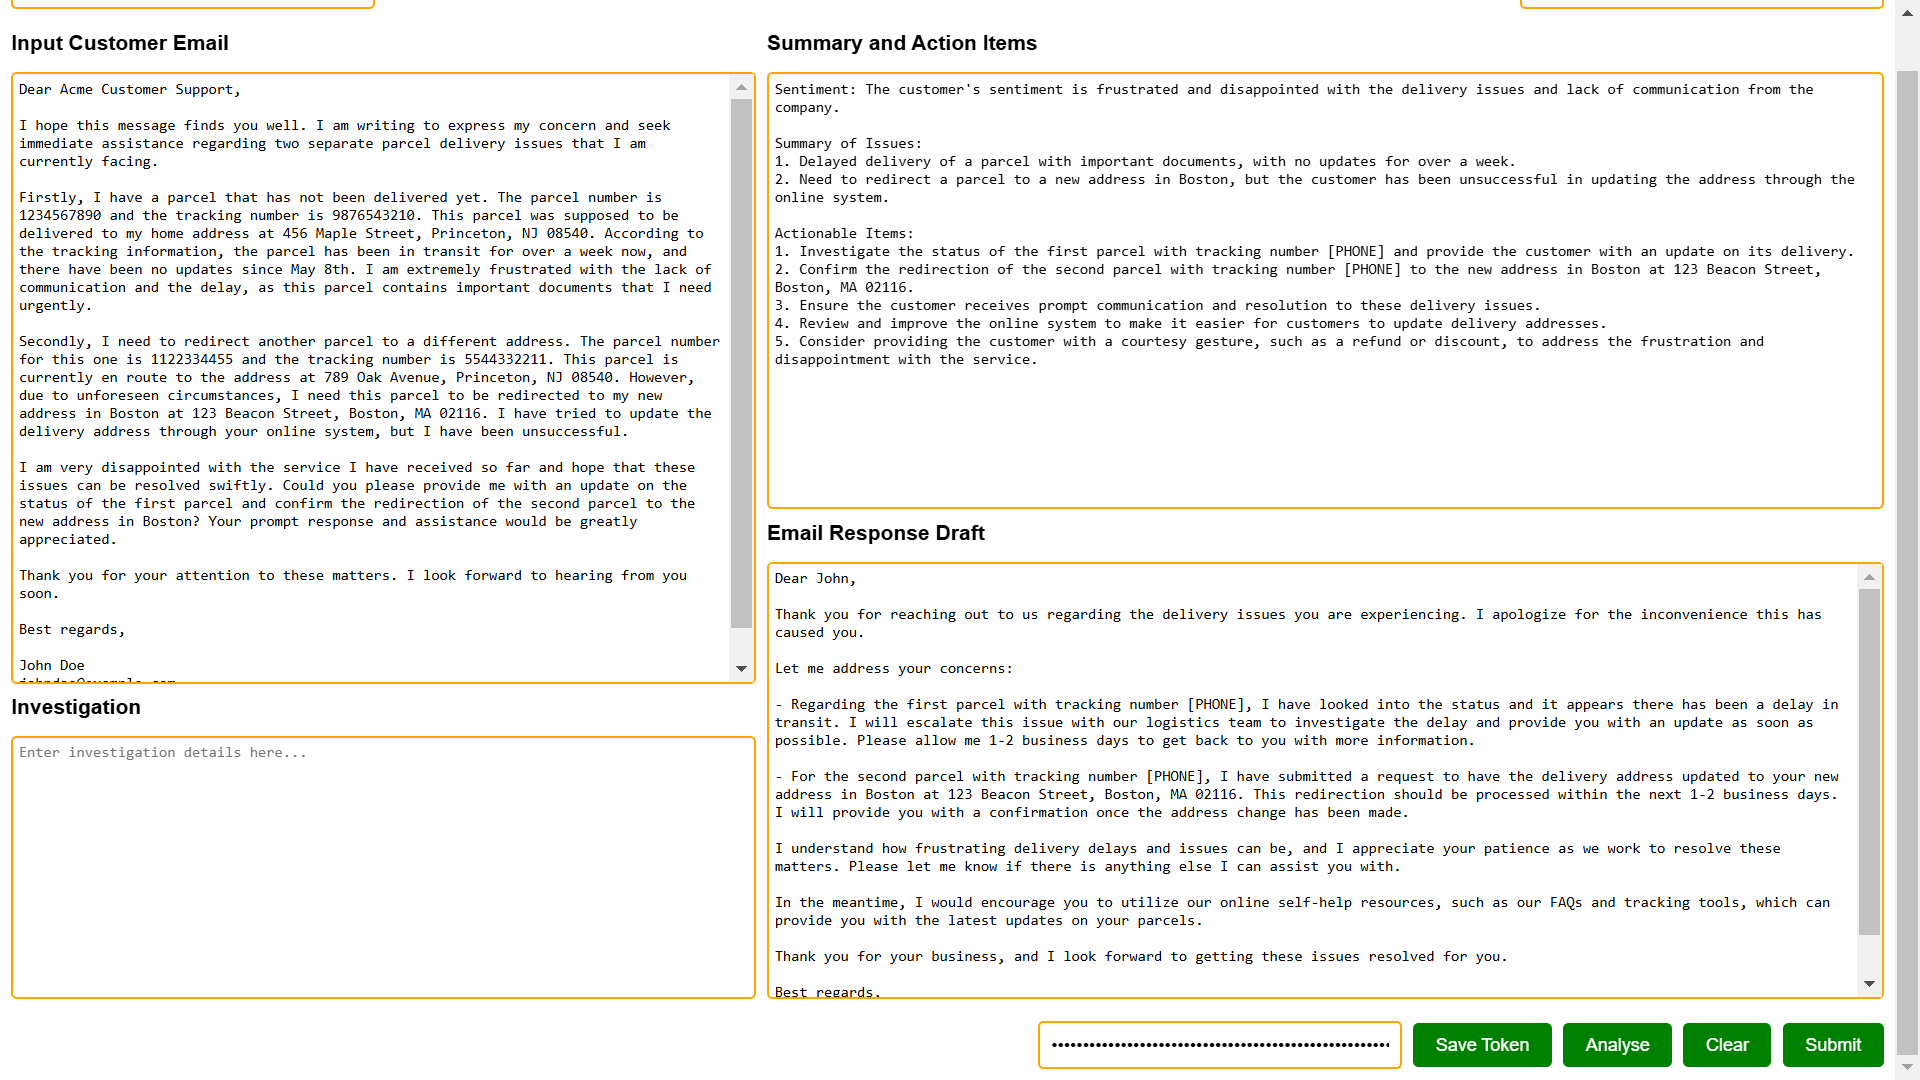 Input Customer Email
Dear Acme Customer Support,
I hope this message finds you well. I am writing to express my concern and seek
immediate assistance regarding two separate parcel delivery issues that I am
currently facing.
Firstly, I have a parcel that has not been delivered yet. The parcel number is
1234567890 and the tracking number is 9876543210. This parcel was supposed to be
delivered to my home address at 456 Maple Street, Princeton, NJ 08540. According to
the tracking information, the parcel has been in transit for over a week now, and
there have been no updates since May 8th. I am extremely frustrated with the lack of
communication and the delay, as this parcel contains important documents that I need
urgently.
Secondly, I need to redirect another parcel to a different address. The parcel number
for this one is 1122334455 and the tracking number is 5544332211. This parcel is
currently en route to the address at 789 Oak Avenue, Princeton, NJ 08540. However,
due to unforeseen circumstances, I need this parcel to be redirected to my new
address in Boston at 123 Beacon Street, Boston, MA 02116. I have tried to update the
delivery address through your online system, but I have been unsuccessful.
I am very disappointed with the service I have received so far and hope that these
issues can be resolved swiftly. Could you please provide me with an update on the
status of the first parcel and confirm the redirection of the second parcel to the
new address in Boston? Your prompt response and assistance would be greatly
appreciated.
Thank you for your attention to these matters. I look forward to hearing from you
soon.
Best regards,
John Doe
Investigation
Enter investigation details here...
Summary and Action Items
Sentiment: The customer's sentiment is frustrated and disappointed with the delivery issues and lack of communication from the
company.
Summary of Issues:
1. Delayed delivery of a parcel with important documents, with no updates for over a week.
2. Need to redirect a parcel to a new address in Boston, but the customer has been unsuccessful in updating the address through the
online system.
Actionable Items:
1. Investigate the status of the first parcel with tracking number [PHONE] and provide the customer with an update on its delivery.
2. Confirm the redirection of the second parcel with tracking number [PHONE] to the new address in Boston at 123 Beacon Street,
Boston, MA 02116.
3. Ensure the customer receives prompt communication and resolution to these delivery issues.
4. Review and improve the online system to make it easier for customers to update delivery addresses.
5. Consider providing the customer with a courtesy gesture, such as a refund or discount, to address the frustration and
disappointment with the service.
Email Response Draft
Dear John,
Thank you for reaching out to us regarding the delivery issues you are experiencing. I apologize for the inconvenience this has
caused you.
Let me address your concerns:
- Regarding the first parcel with tracking number [PHONE], I have looked into the status and it appears there has been a delay in
transit. I will escalate this issue with our logistics team to investigate the delay and provide you with an update as soon as
possible. Please allow me 1-2 business days to get back to you with more information.
- For the second parcel with tracking number [PHONE], I have submitted a request to have the delivery address updated to your new
address in Boston at 123 Beacon Street, Boston, MA 02116. This redirection should be processed within the next 1-2 business days.
I will provide you with a confirmation once the address change has been made.
I understand how frustrating delivery delays and issues can be, and I appreciate your patience as we work to resolve these
matters. Please let me know if there is anything else I can assist you with.
In the meantime, I would encourage you to utilize our online self-help resources, such as our FAQs and tracking tools, which can
provide you with the latest updates on your parcels.
Thank you for your business, and I look forward to getting these issues resolved for you.
Best regards,
Save Token
Analyse
Clear
Submit